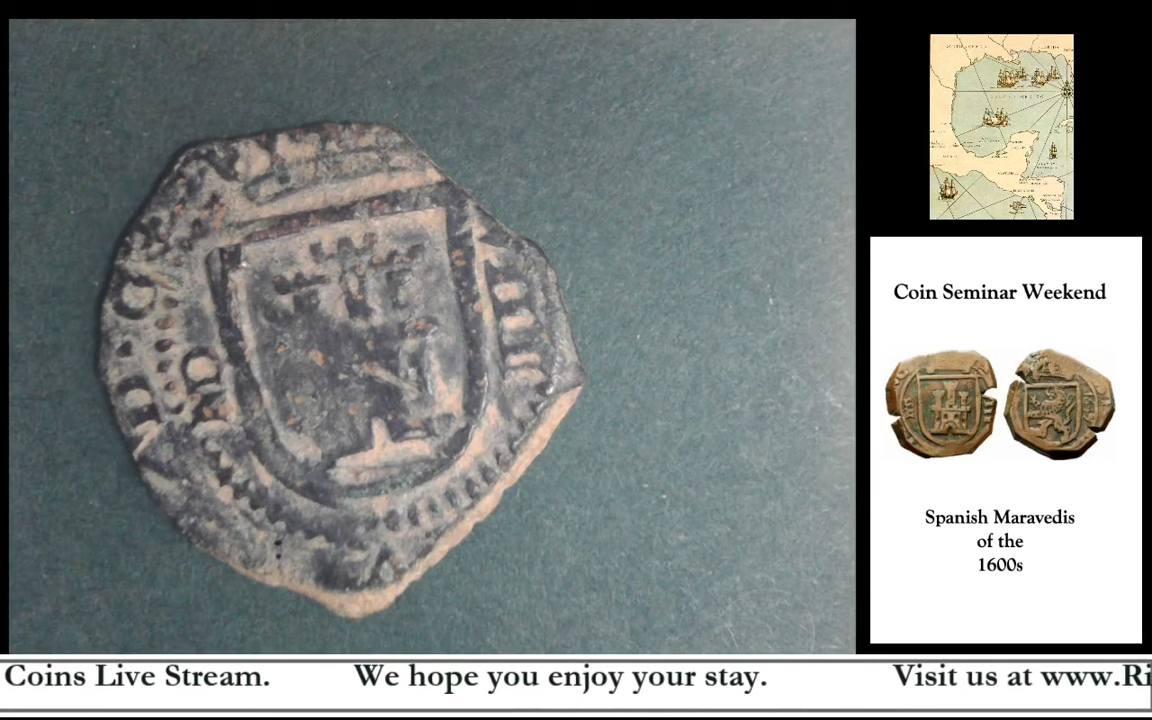 Coin Seminar Weekend
Spanish Maravedis
of the
1600s
Coins Live Stream. We hope you enjoy your stay. Visit us at